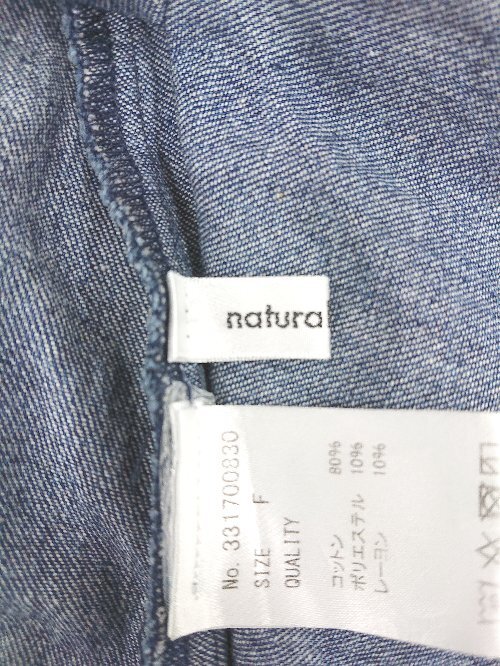 natural
No. 331700830
SIZE F
QUALITY
コットン 80%
ポリエステル 10%
レーヨン 10%